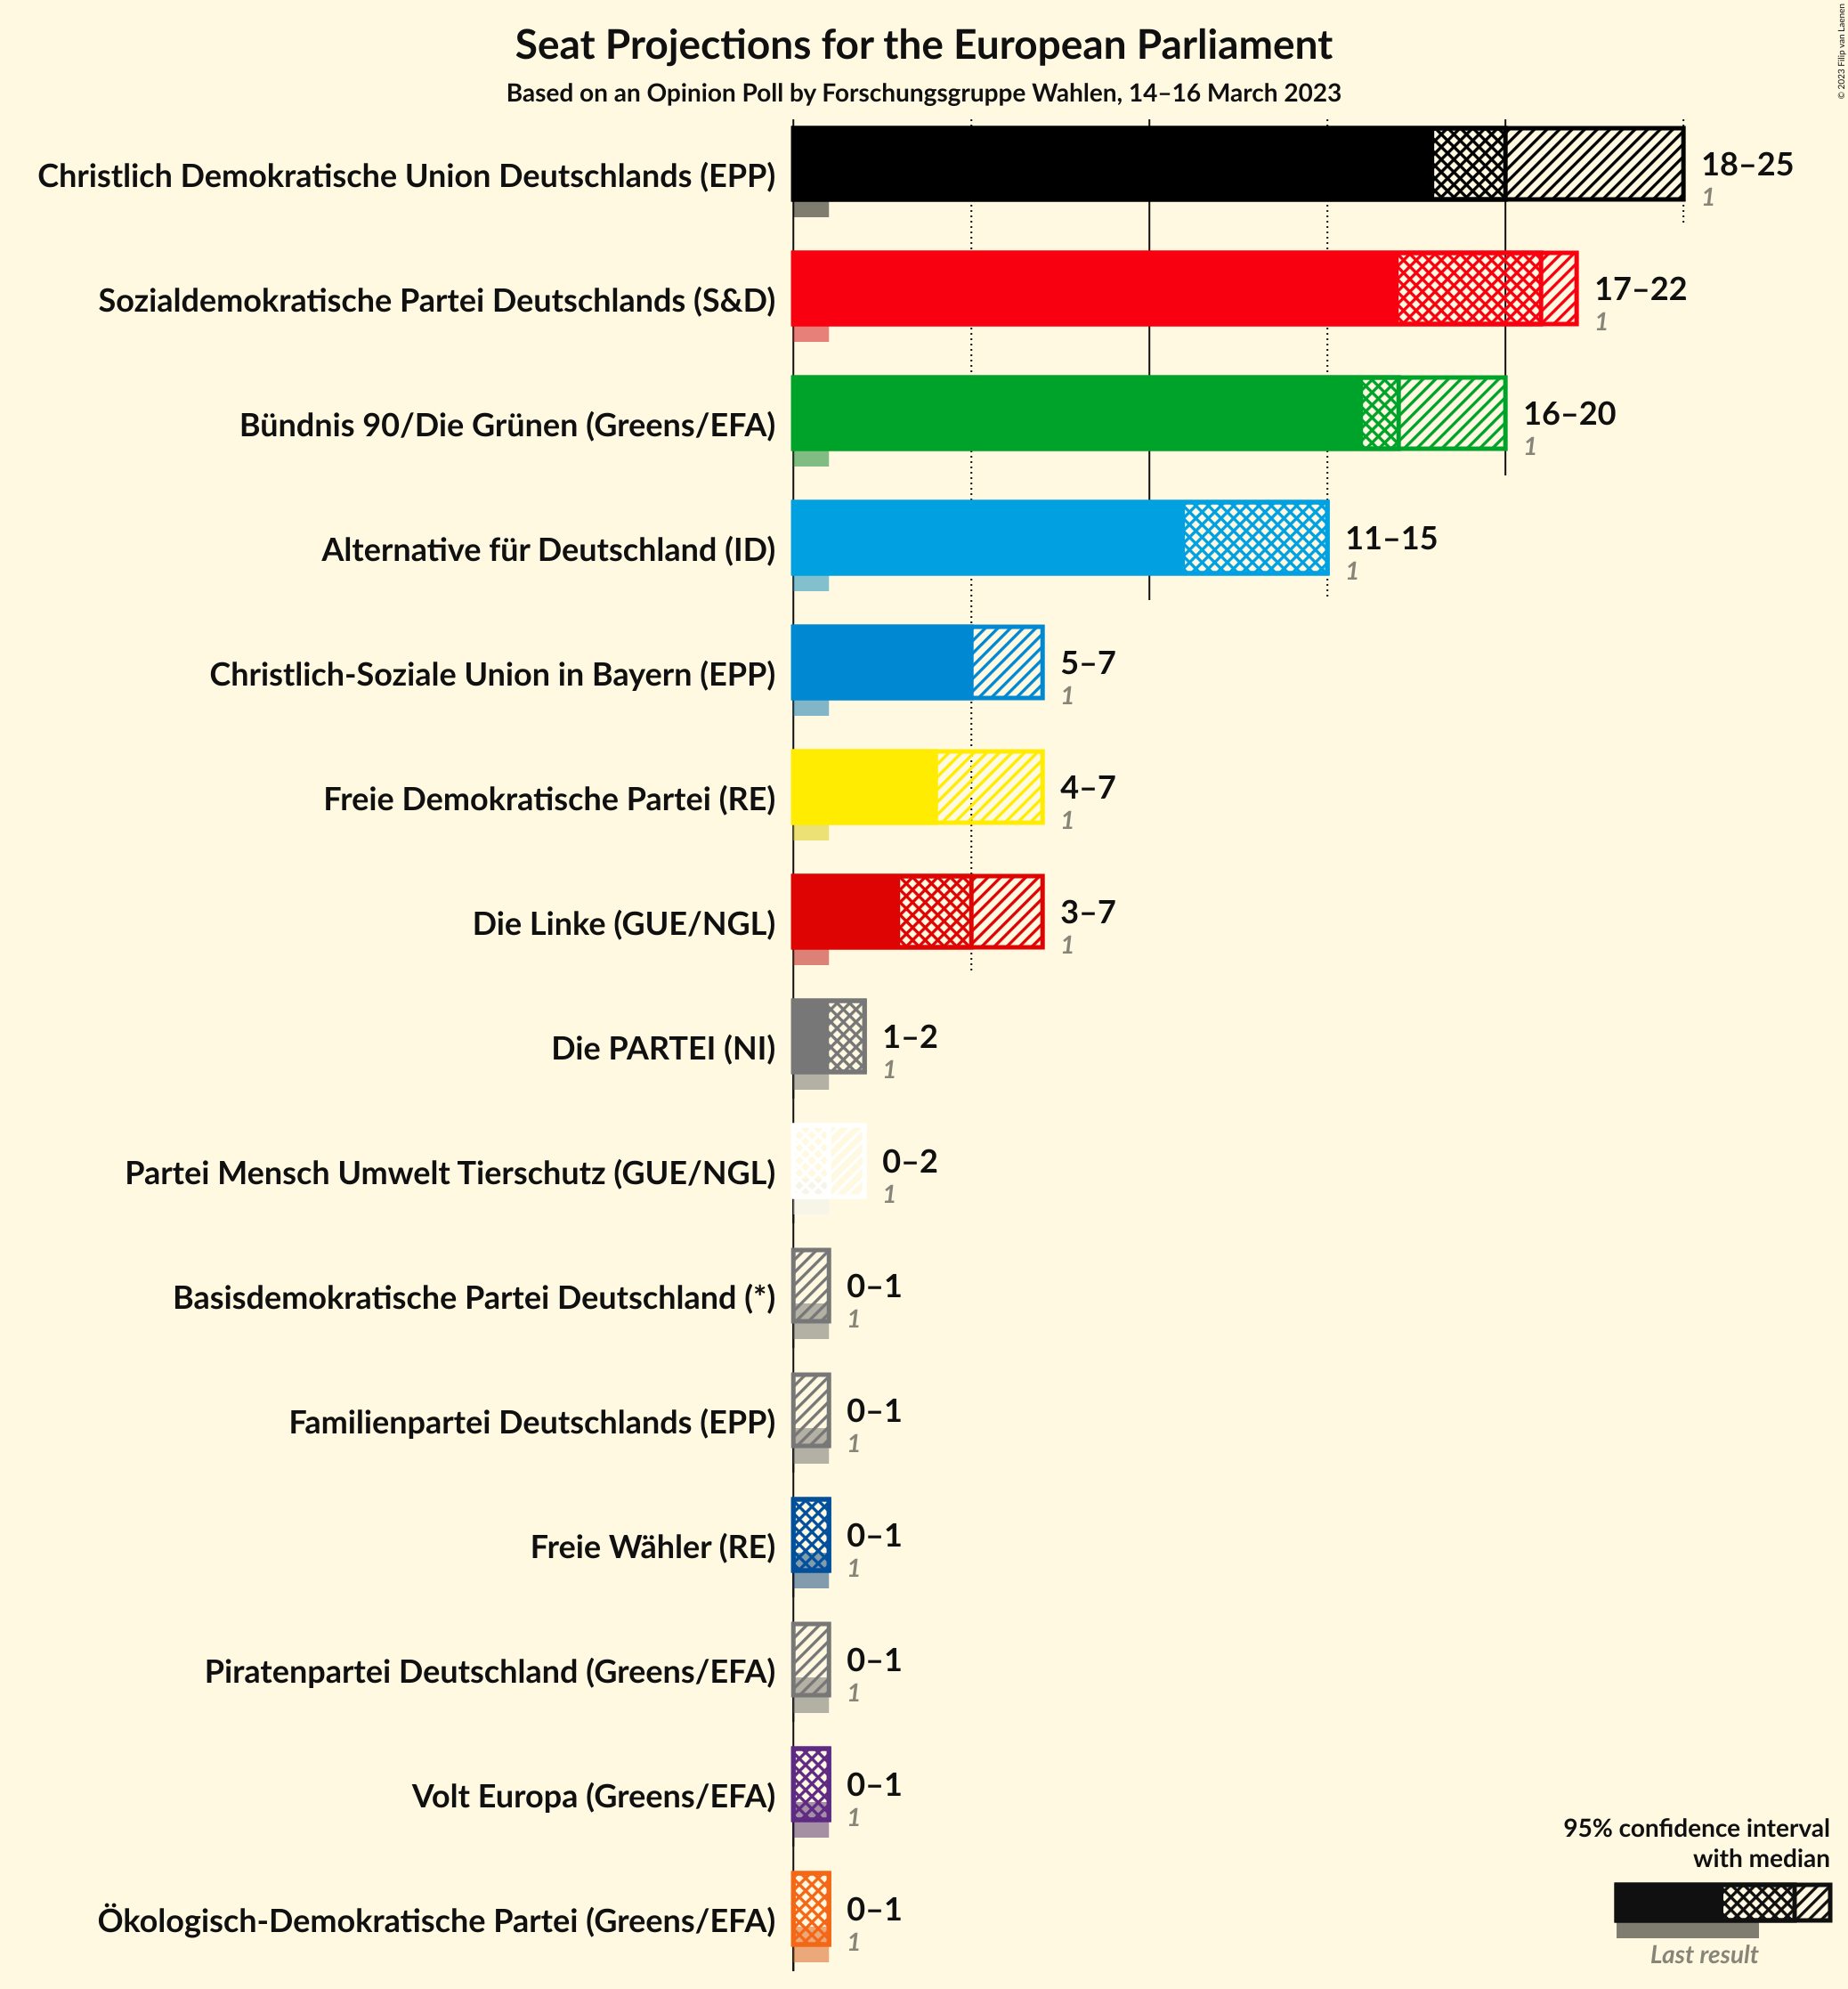 Seat Projections for the European Parliament
Based on an Opinion Poll by Forschungsgruppe Wahlen, 14–16 March 2023
© 2023 Filip van Laenen
Christlich Demokratische Union Deutschlands (EPP)
18–25
1
Sozialdemokratische Partei Deutschlands (S&D)
17–22
1
Bündnis 90/Die Grünen (Greens/EFA)
16–20
1
Alternative für Deutschland (ID)
11–15
1
Christlich-Soziale Union in Bayern (EPP)
5–7
1
Freie Demokratische Partei (RE)
4–7
1
Die Linke (GUE/NGL)
3–7
1
Die PARTEI (NI)
1–2
1
Partei Mensch Umwelt Tierschutz (GUE/NGL)
0–2
1
Basisdemokratische Partei Deutschland (*)
0–1
1
Familienpartei Deutschlands (EPP)
0–1
1
Freie Wähler (RE)
0–1
1
Piratenpartei Deutschland (Greens/EFA)
0–1
1
Volt Europa (Greens/EFA)
0–1
1
Ökologisch-Demokratische Partei (Greens/EFA)
0–1
1
95% confidence interval
with median
Last result